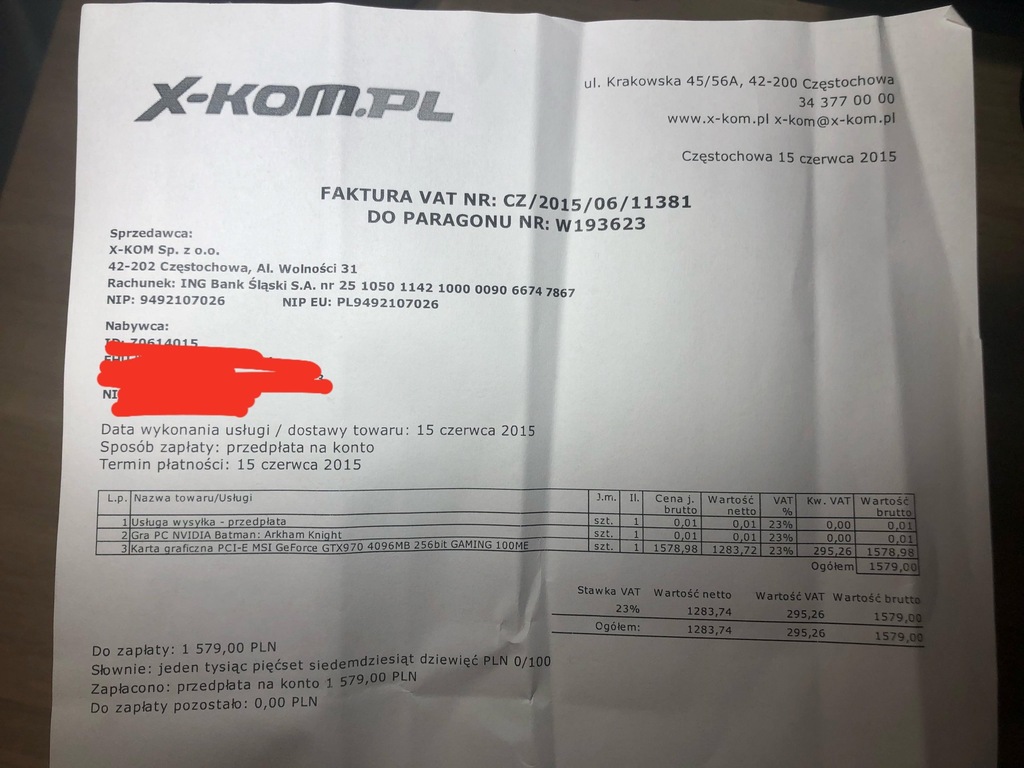 X-KOM.PL
ul. Krakowska 45/56A, 42-200 Częstochowa
34 377 00 00
www.x-kom.pl x-kom@x-kom.pl
Częstochowa 15 czerwca 2015
FAKTURA VAT NR: CZ/2015/06/11381
DO PARAGONU NR: W193623
Sprzedawca:
X-KOM Sp. z o.o.
42-202 Częstochowa, Al. Wolności 31
Rachunek: ING Bank Śląski S.A. nr 25 1050 1142 1000 0090 6674 7867
NIP: 9492107026 NIP EU: PL9492107026
Nabywca:
ID: Z0614015
NI
Data wykonania usługi / dostawy towaru: 15 czerwca 2015
Sposób zapłaty: przedpłata na konto
Termin płatności: 15 czerwca 2015
L.p. Nazwa towaru/Usługi J.m. Il. Cena j. brutto Wartość netto VAT % Kw. VAT Wartość brutto
1 Usługa wysyłka - przedpłata szt. 1 0,01 0,01 23% 0,00 0,01
2 Gra PC NVIDIA Batman: Arkham Knight szt. 1 0,01 0,01 23% 0,00 0,01
3 Karta graficzna PCI-E MSI GeForce GTX970 4096MB 256bit GAMING 100ME szt. 1 1578,98 1283,72 23% 295,26 1578,98
Ogółem 1579,00
Stawka VAT Wartość netto Wartość VAT Wartość brutto
23% 1283,74 295,26 1579,00
Ogółem: 1283,74 295,26 1579,00
Do zapłaty: 1 579,00 PLN
Słownie: jeden tysiąc pięćset siedemdziesiąt dziewięć PLN 0/100
Zapłacono: przedpłata na konto 1 579,00 PLN
Do zapłaty pozostało: 0,00 PLN